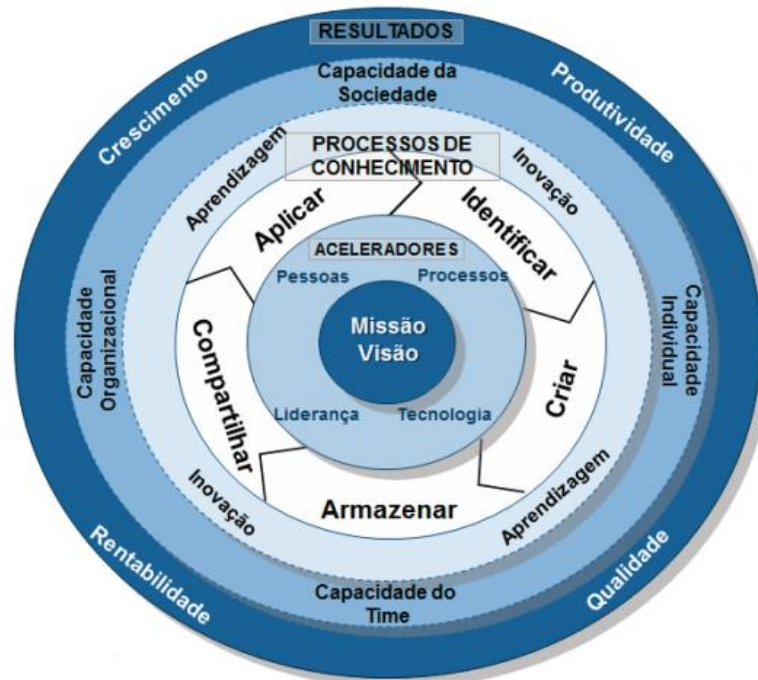 RESULTADOS
Crescimento
Produtividade
Capacidade da
Sociedade
Aprendizagem
PROCESSOS DE
CONHECIMENTO
Inovação
Aplicar
Identificar
ACELERADORES
Pessoas
Processos
Missão
Visão
Liderança
Tecnologia
Capacidade
Organizacional
Capacidade
Individual
Compartilhar
Criar
Armazenar
Inovação
Aprendizagem
Capacidade do
Time
Rentabilidade
Qualidade